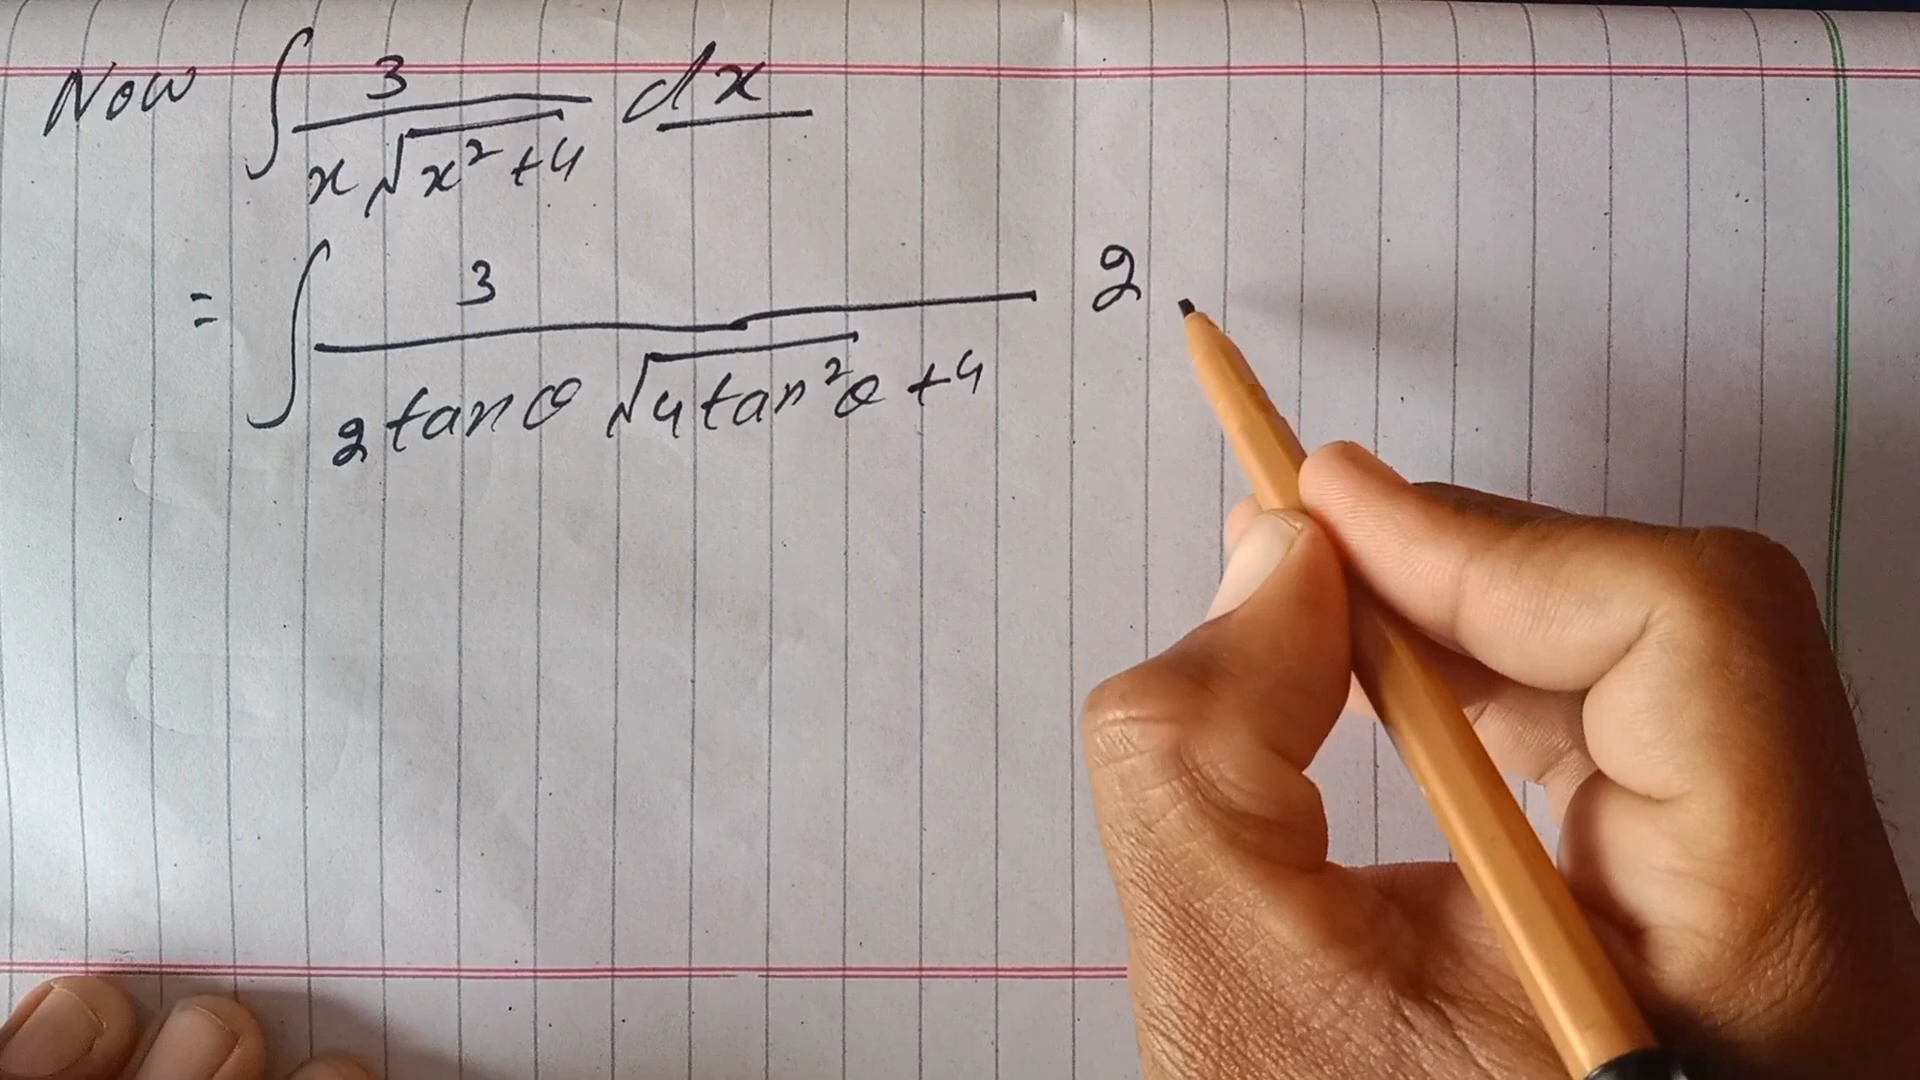 Now ∫ 3/(x√(x²+4)) dx
= ∫ 3/(2tanθ √(4tan²θ+4)) 2